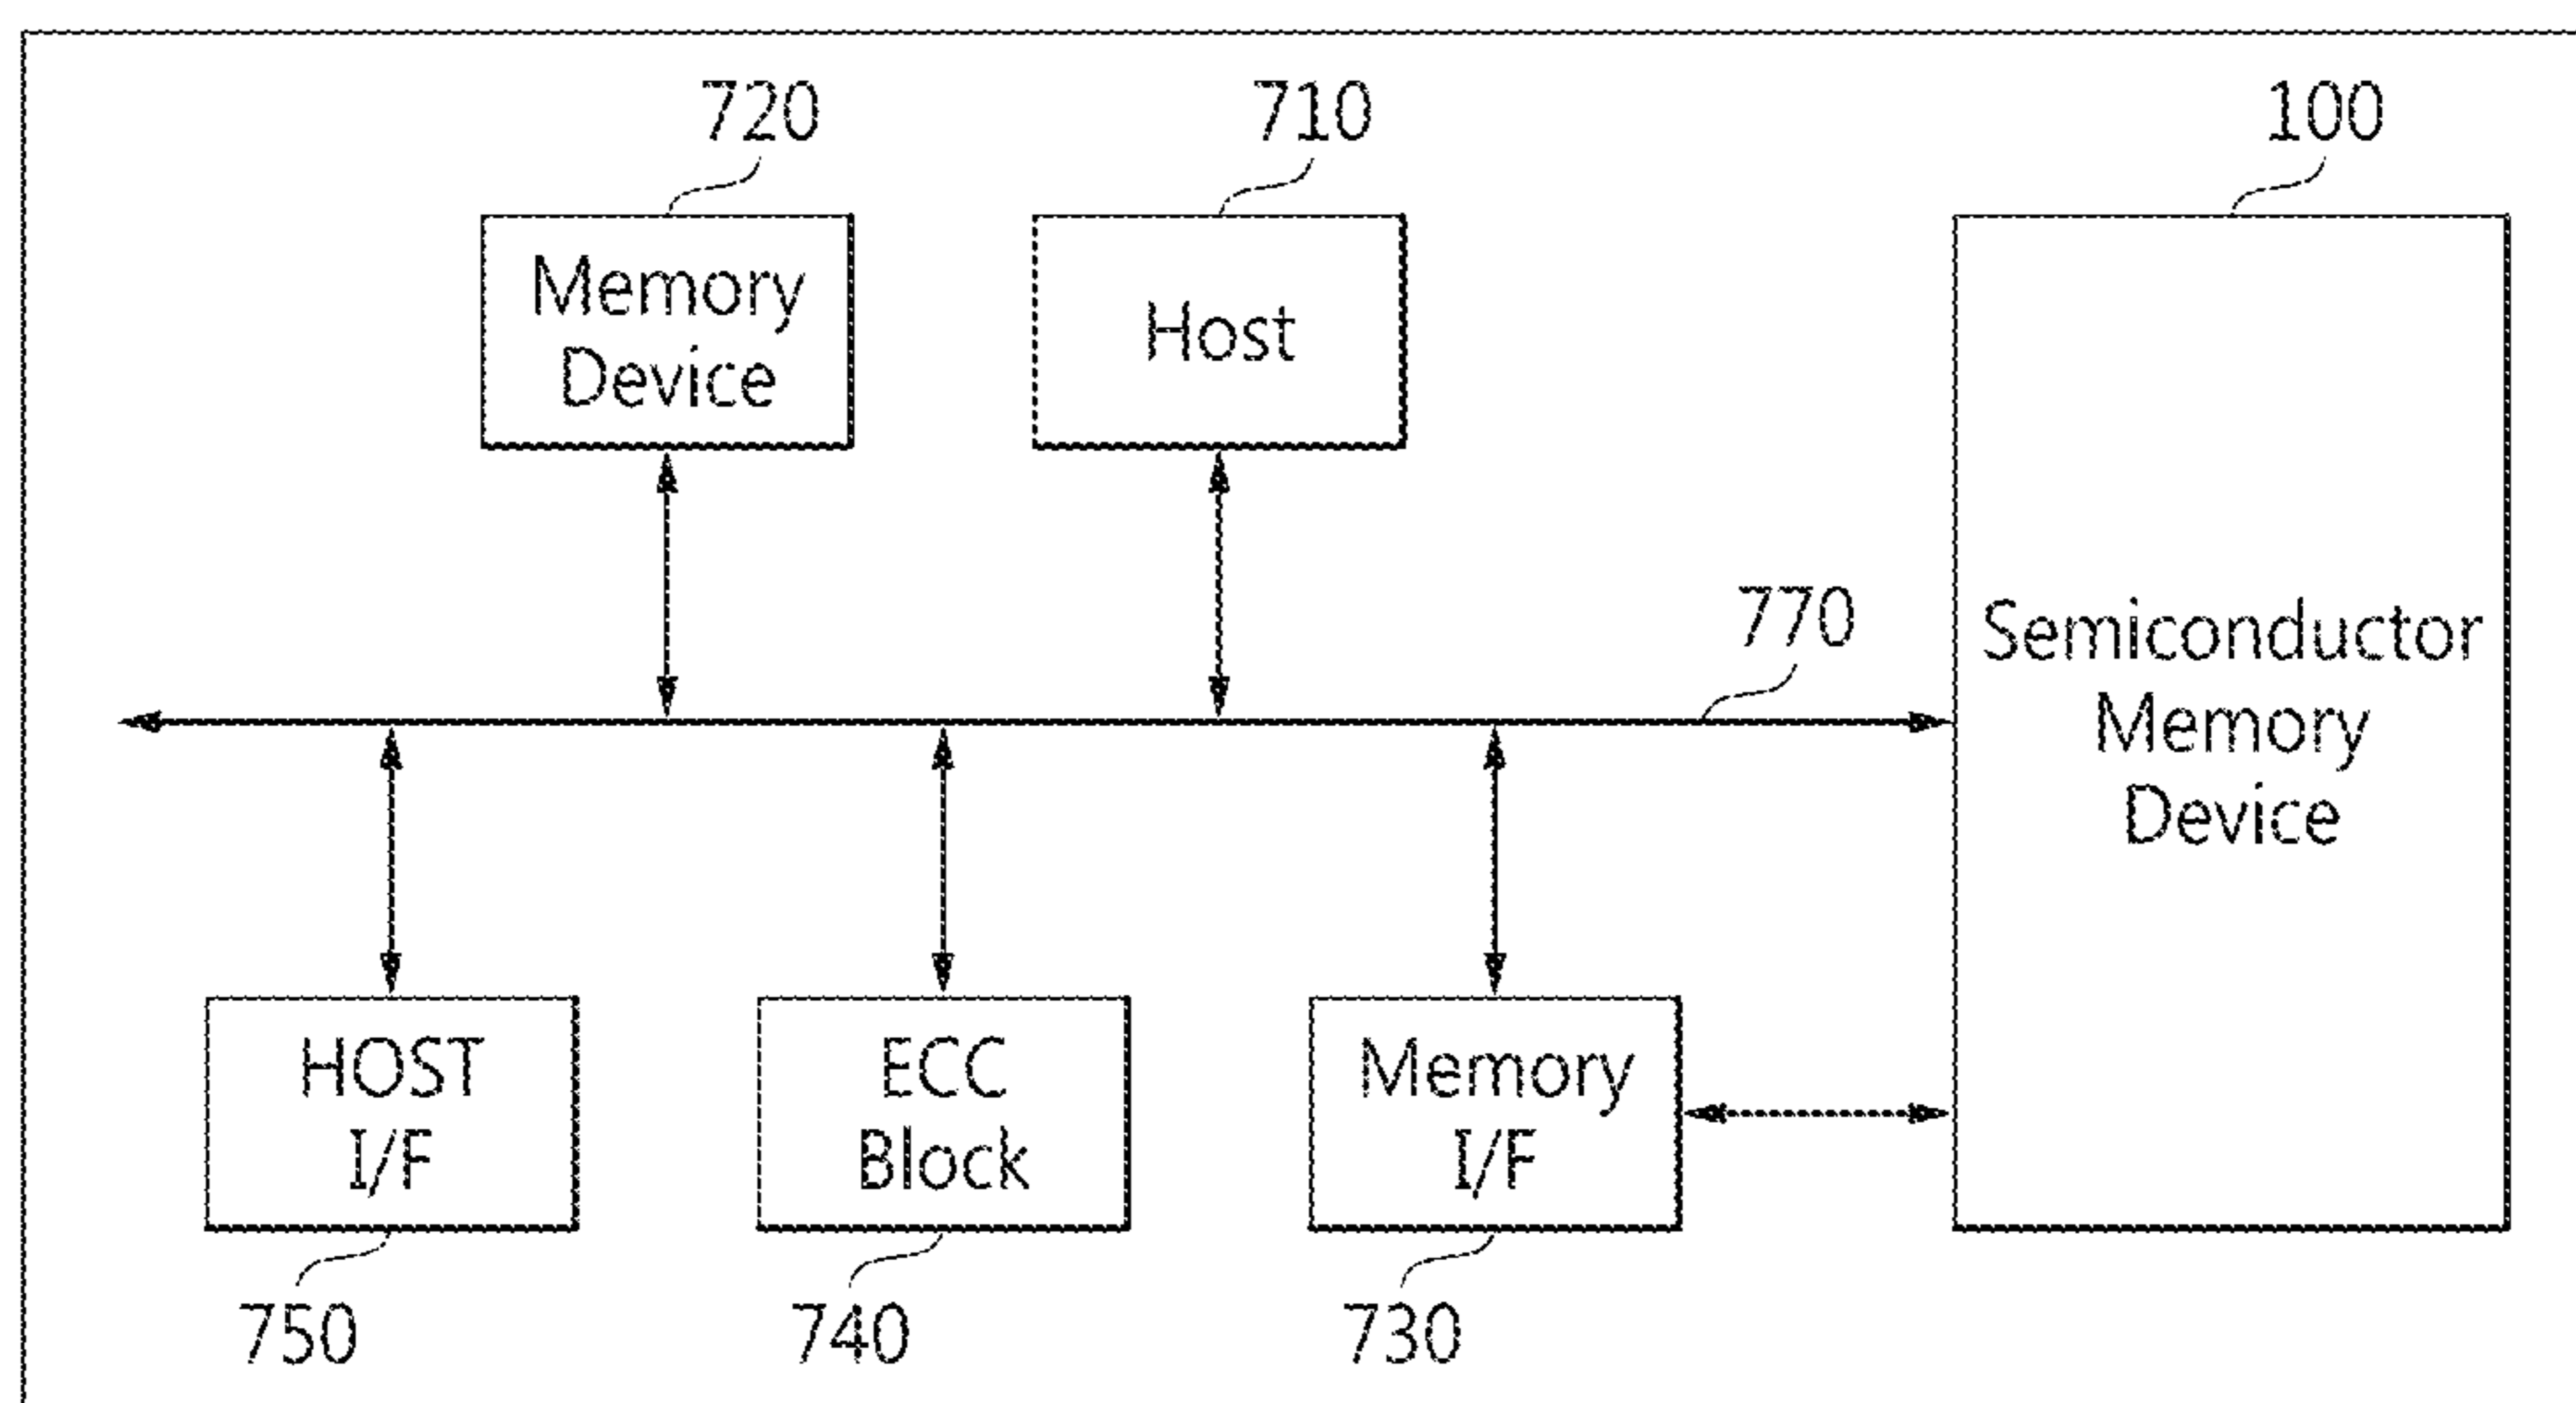 720
710
100
Memory
Device
Host
770
Semiconductor
Memory
Device
HOST
I/F
ECC
Block
Memory
I/F
750
740
730